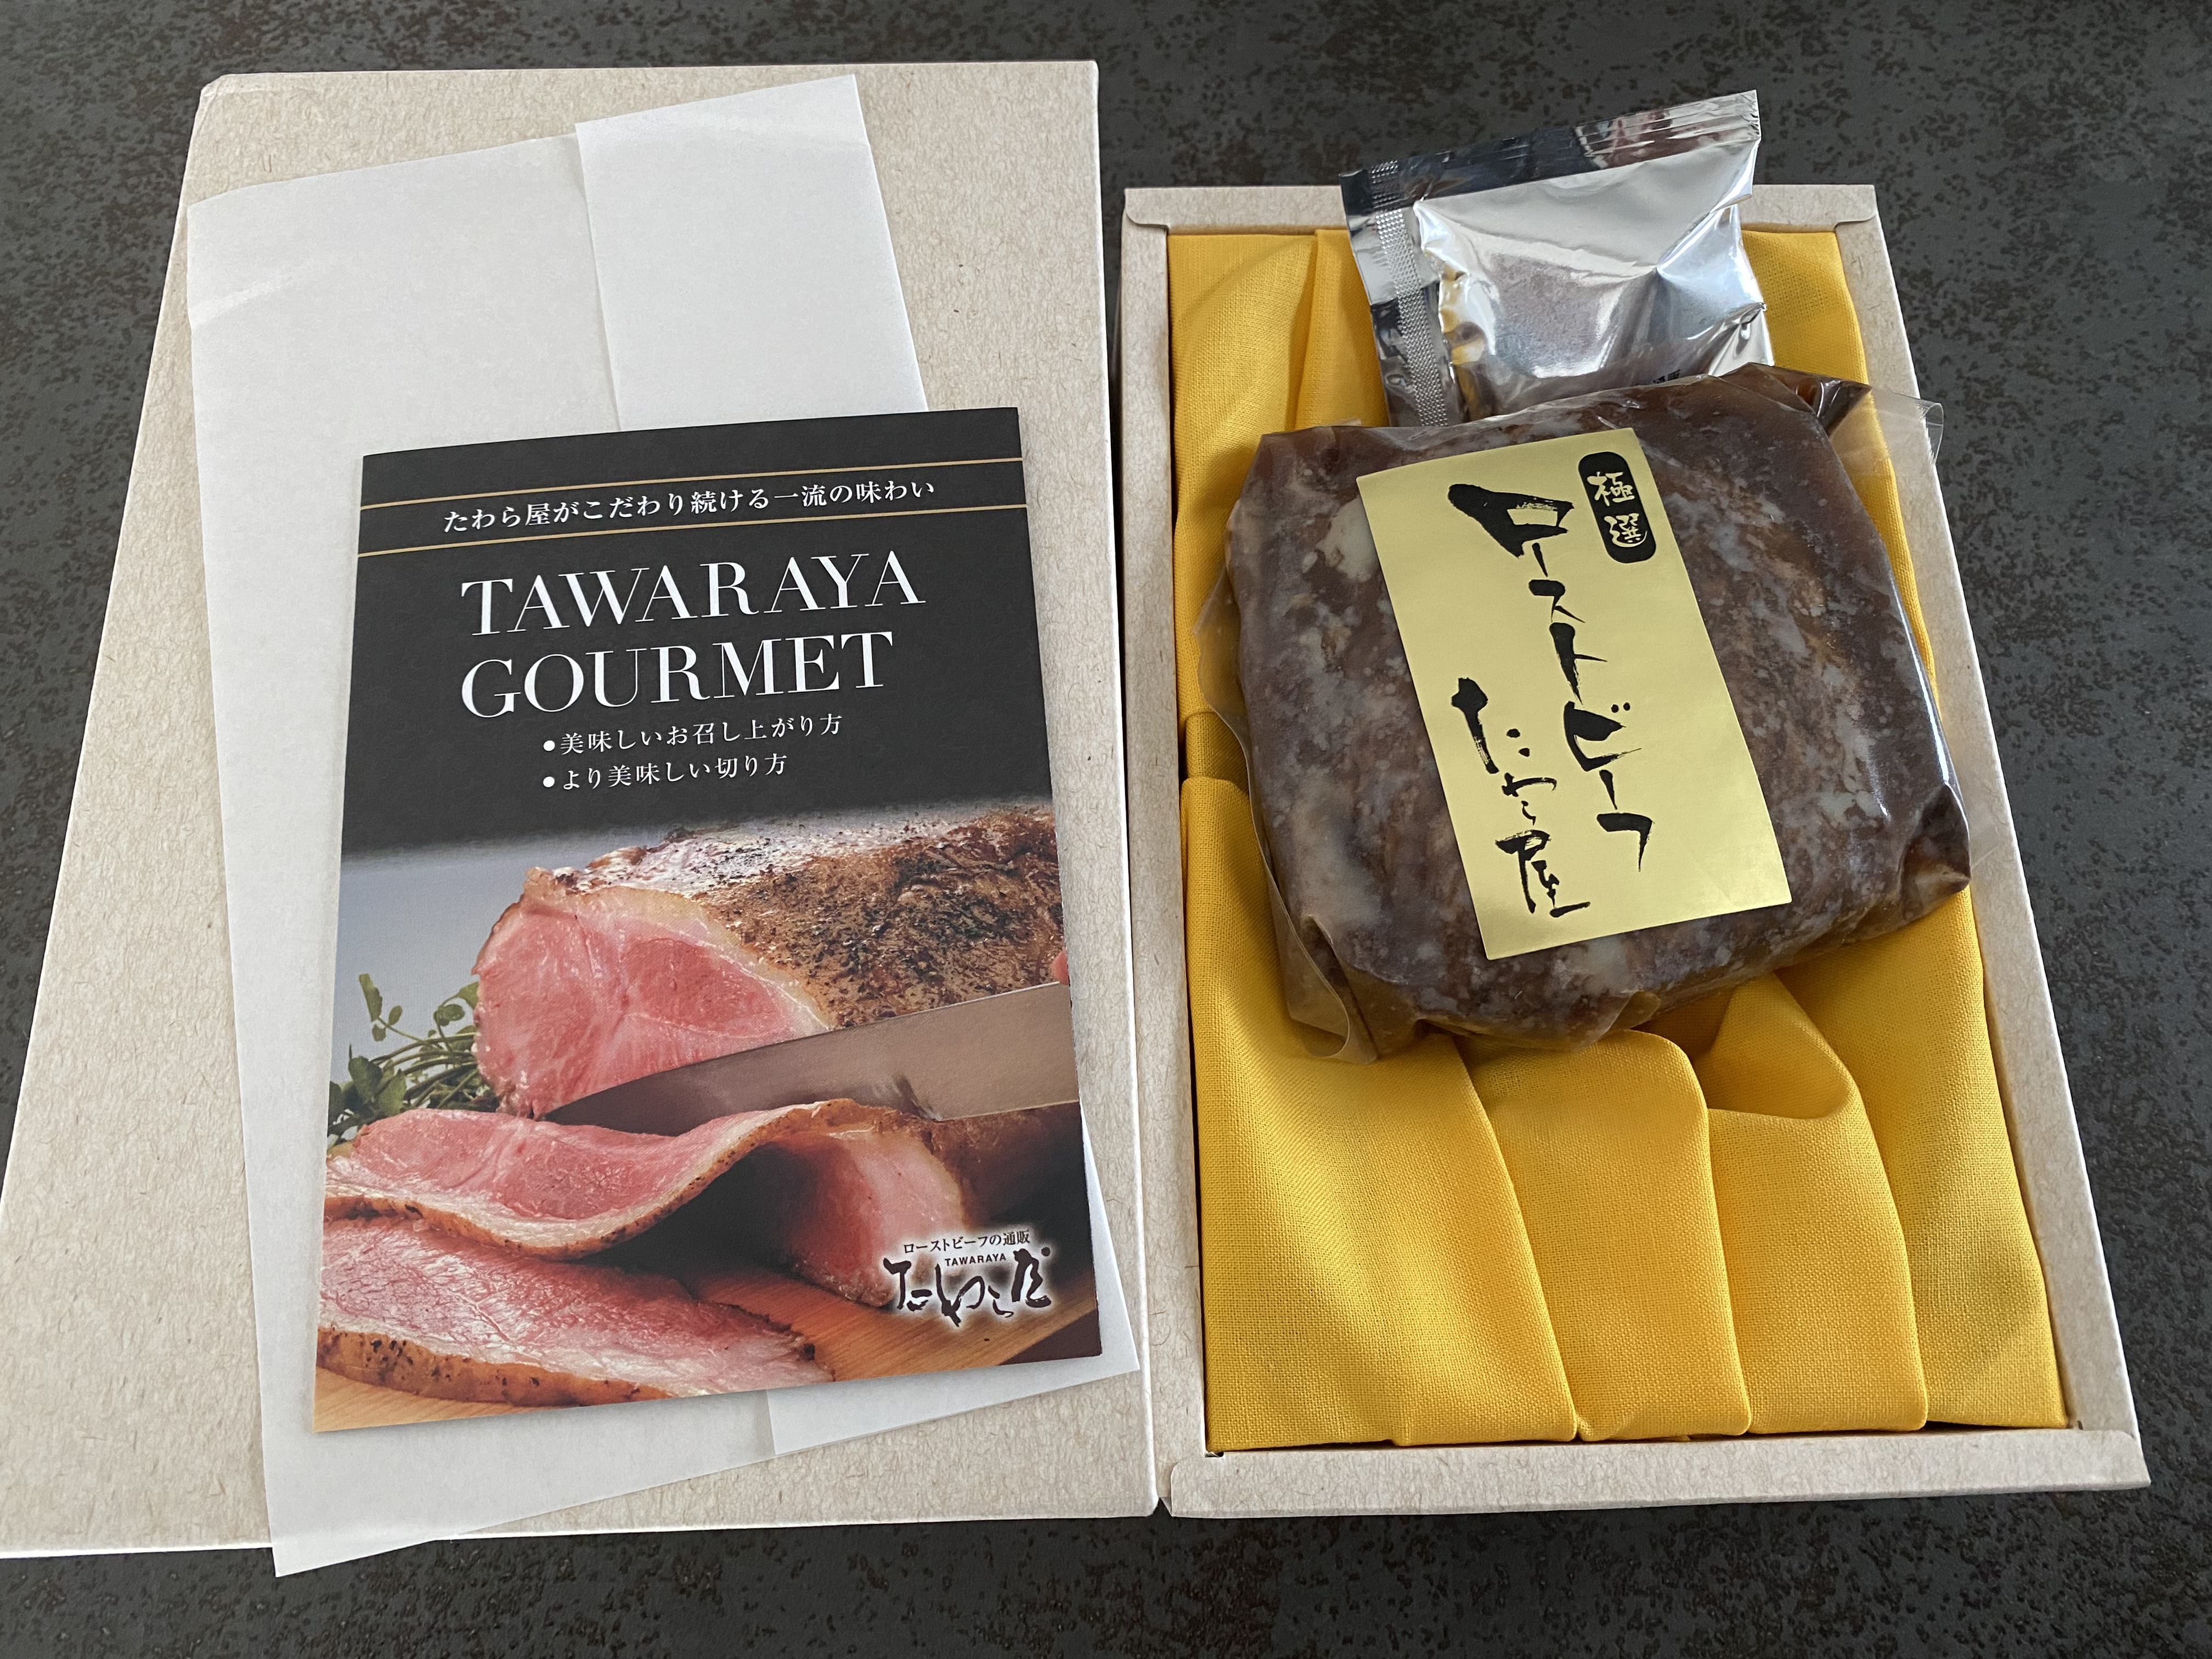 たわら屋がこだわり続ける一流の味わい
TAWARAYA
GOURMET
●美味しいお召し上がり方
●より美味しい切り方
ローストビーフの通販
TAWARAYA
たわら屋
極選
ローストビーフ
たわら屋
通販